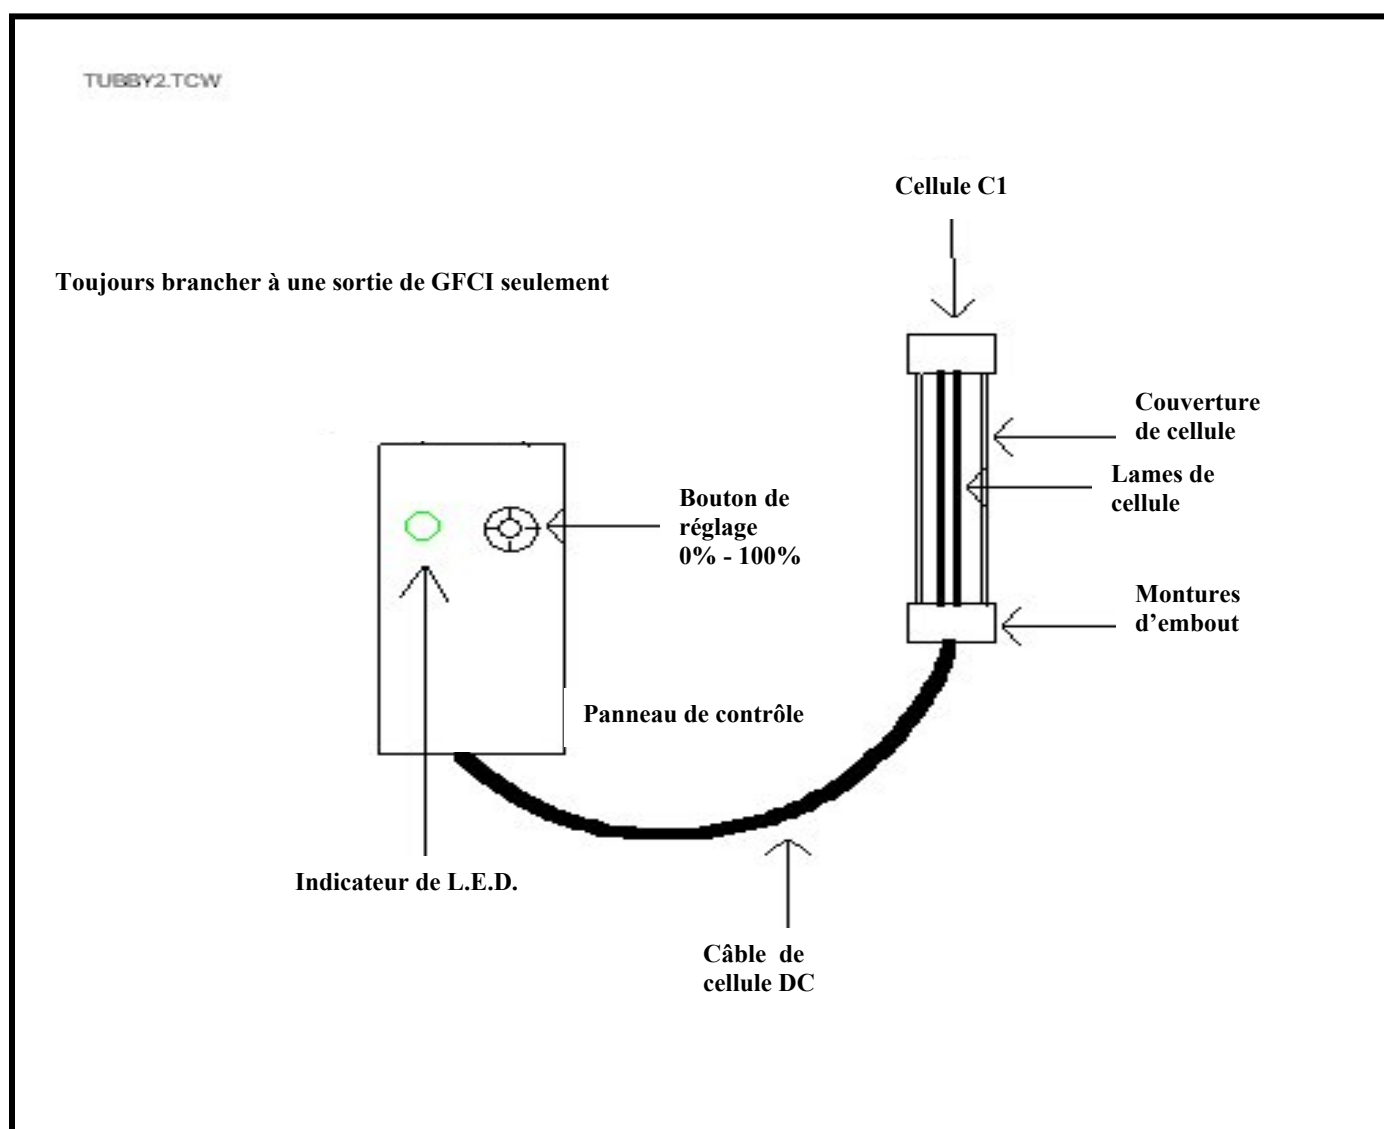 TUBBY2.TCW
Cellule C1
Toujours brancher à une sortie de GFCI seulement
Couverture
de cellule
Lames de
cellule
Bouton de
réglage
0% - 100%
Montures
d’embout
Panneau de contrôle
Indicateur de L.E.D.
Câble de
cellule DC